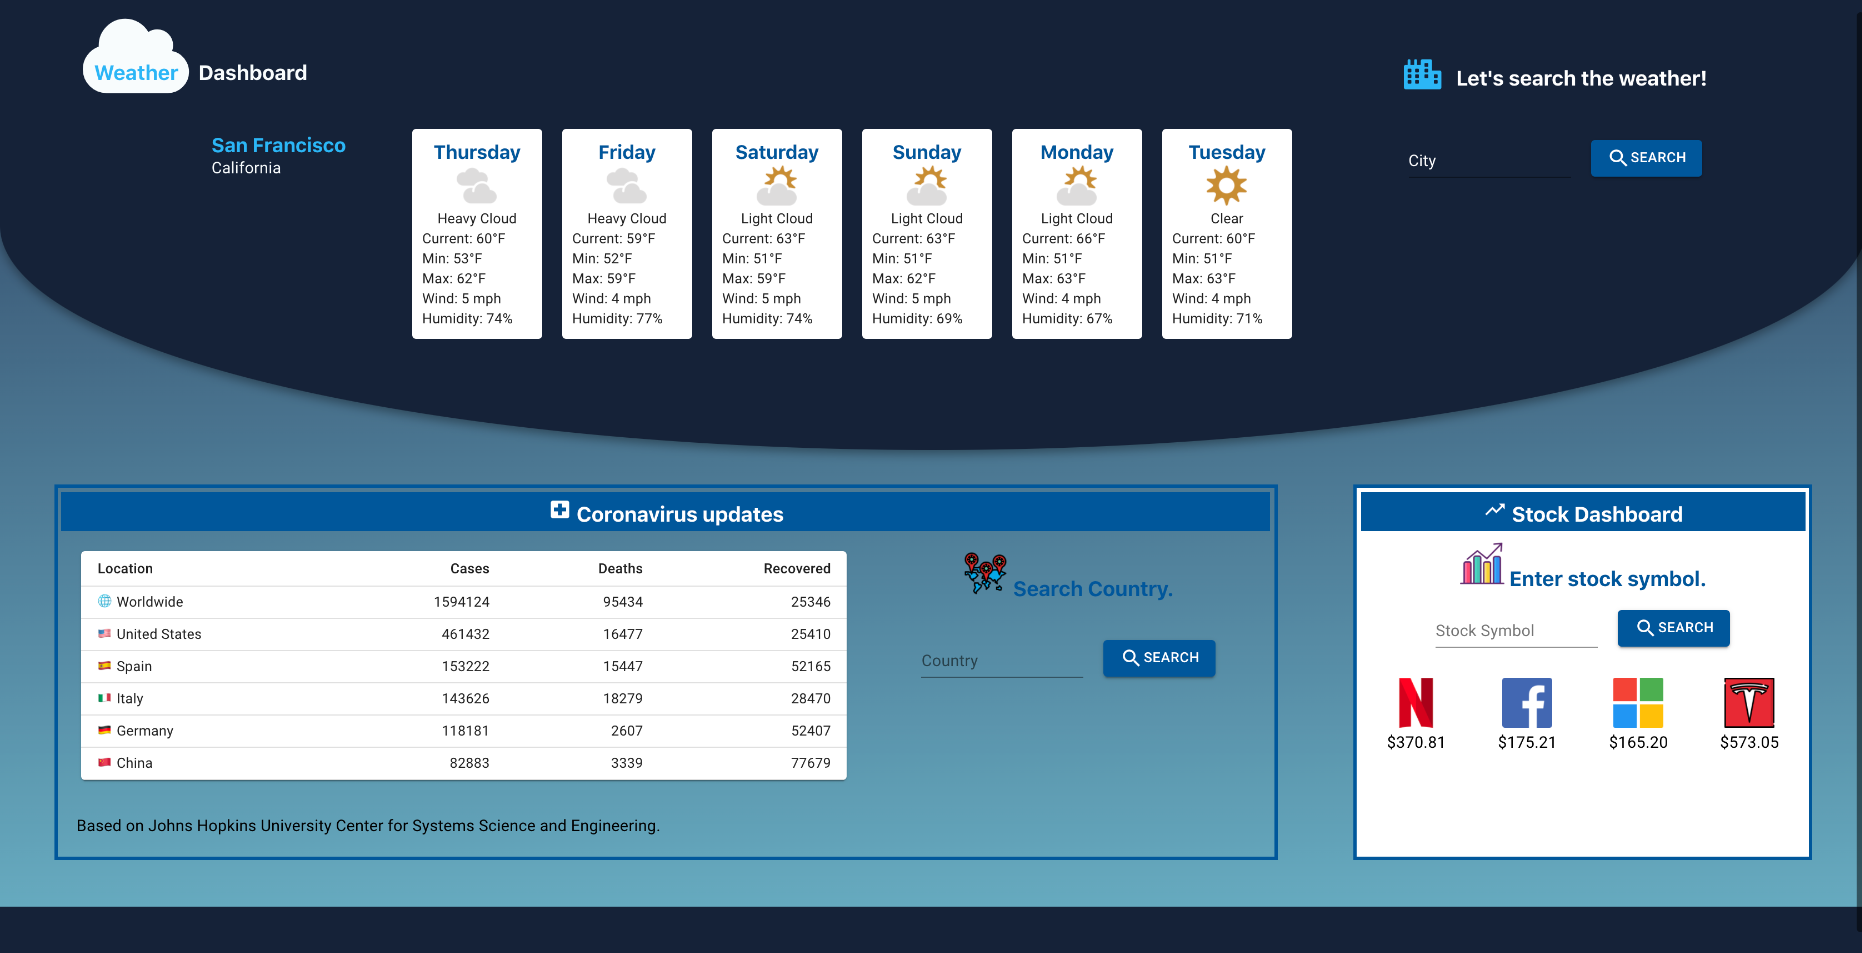 Weather Dashboard
Let's search the weather!
San Francisco
California
Thursday
Heavy Cloud
Current: 60°F
Min: 53°F
Max: 62°F
Wind: 5 mph
Humidity: 74%
Friday
Heavy Cloud
Current: 59°F
Min: 52°F
Max: 59°F
Wind: 4 mph
Humidity: 77%
Saturday
Light Cloud
Current: 63°F
Min: 51°F
Max: 59°F
Wind: 5 mph
Humidity: 74%
Sunday
Light Cloud
Current: 63°F
Min: 51°F
Max: 62°F
Wind: 5 mph
Humidity: 69%
Monday
Light Cloud
Current: 66°F
Min: 51°F
Max: 63°F
Wind: 4 mph
Humidity: 67%
Tuesday
Clear
Current: 60°F
Min: 51°F
Max: 63°F
Wind: 4 mph
Humidity: 71%
City SEARCH
Coronavirus updates
Location Cases Deaths Recovered
Worldwide 1594124 95434 25346
United States 461432 16477 25410
Spain 153222 15447 52165
Italy 143626 18279 28470
Germany 118181 2607 52407
China 82883 3339 77679
Based on Johns Hopkins University Center for Systems Science and Engineering.
Search Country.
Country SEARCH
Stock Dashboard
Enter stock symbol.
Stock Symbol SEARCH
$370.81 $175.21 $165.20 $573.05